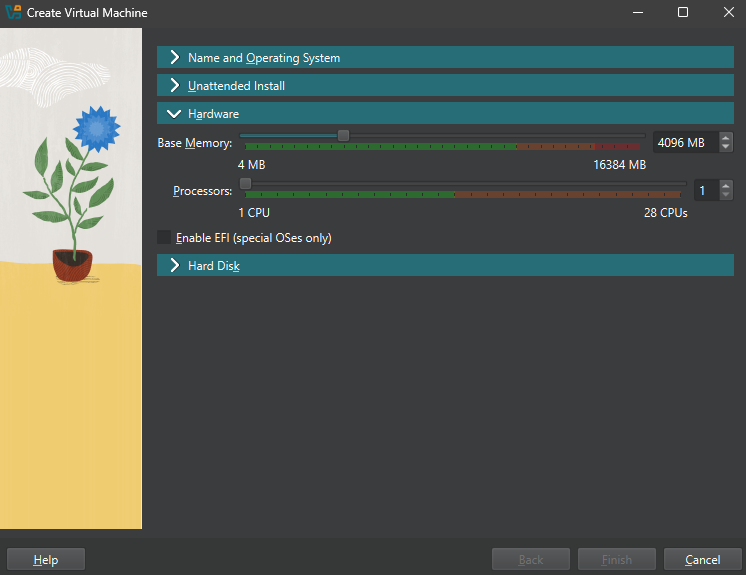 Create Virtual Machine
Name and Operating System
Unattended Install
Hardware
Base Memory: 4096 MB
4 MB 16384 MB
Processors: 1
1 CPU 28 CPUs
Enable EFI (special OSes only)
Hard Disk
Help Back Finish Cancel